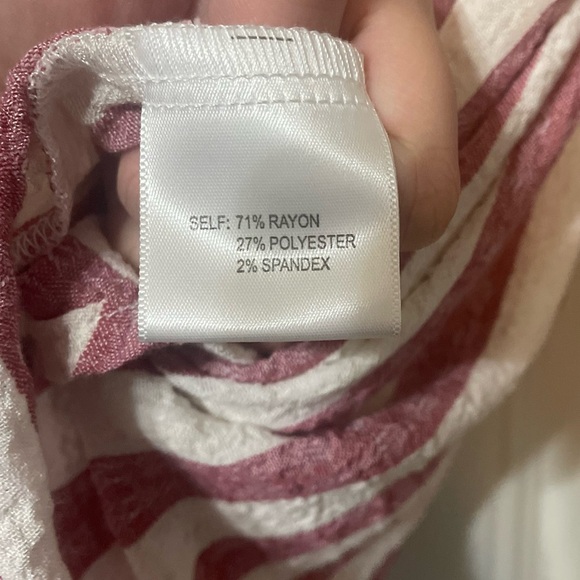 SELF: 71% RAYON
27% POLYESTER
2% SPANDEX